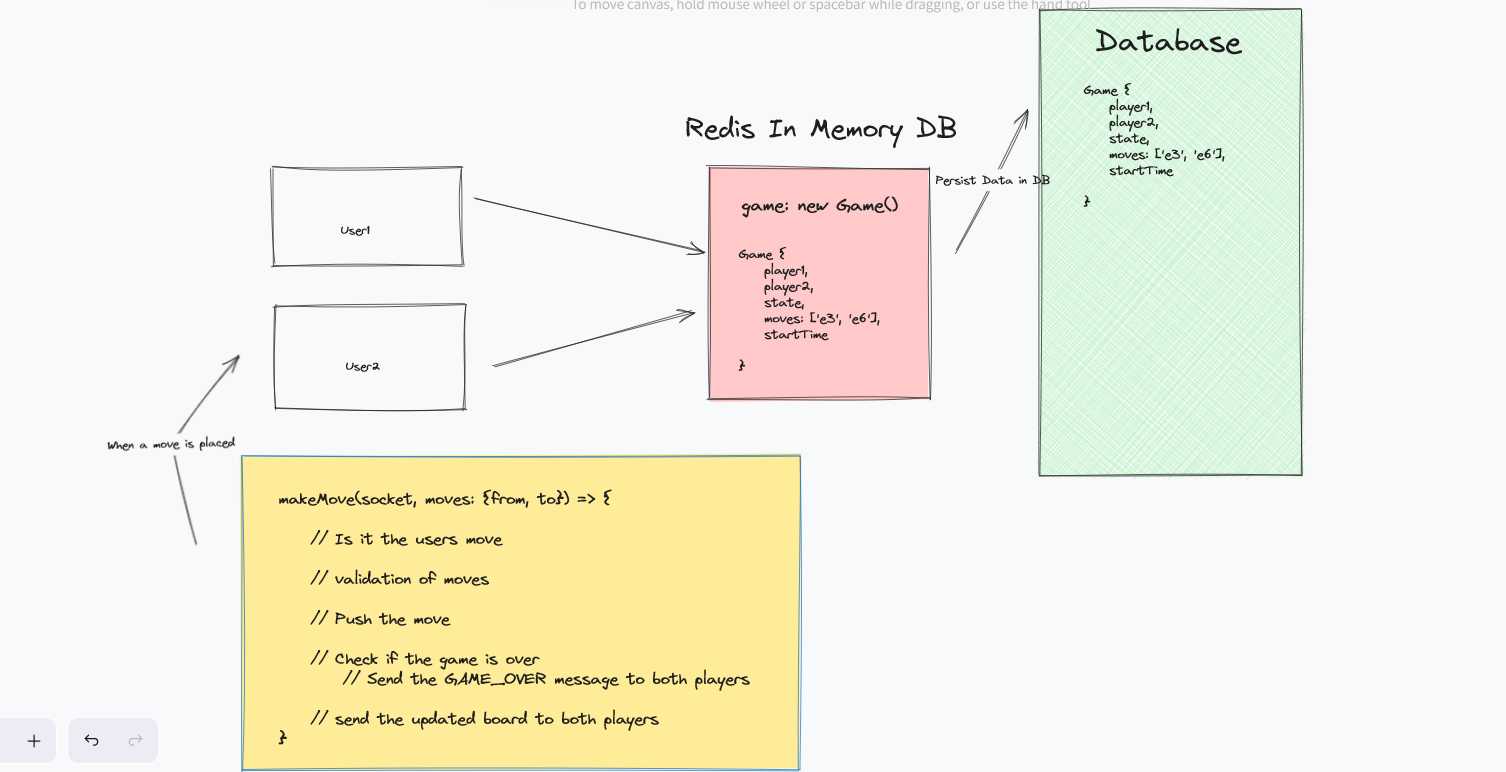 To move canvas, hold mouse wheel or spacebar while dragging, or use the hand tool
Database
Game {
player1,
player2,
state,
moves: ['e3', 'e6'],
startTime
}
Redis In Memory DB
Persist Data in DB
game: new Game()
Game {
player1,
player2,
state,
moves: ['e3', 'e6'],
startTime
}
User1
User2
When a move is placed
makeMove(socket, moves: {from, to}) => {
// Is it the users move
// validation of moves
// Push the move
// Check if the game is over
// Send the GAME_OVER message to both players
// send the updated board to both players
}